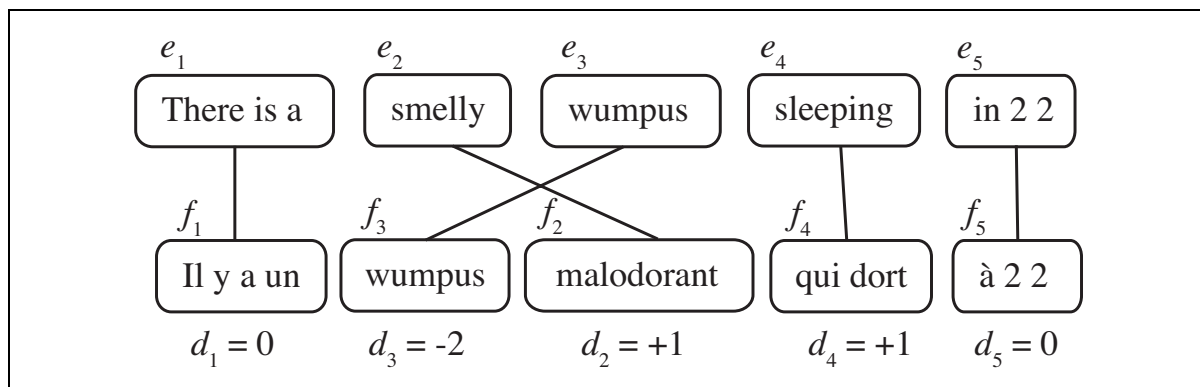 e₁ e₂ e₃ e₄ e₅
There is a smelly wumpus sleeping in 2 2
f₁ f₃ f₂ f₄ f₅
Il y a un wumpus malodorant qui dort à 2 2
d₁ = 0 d₃ = -2 d₂ = +1 d₄ = +1 d₅ = 0